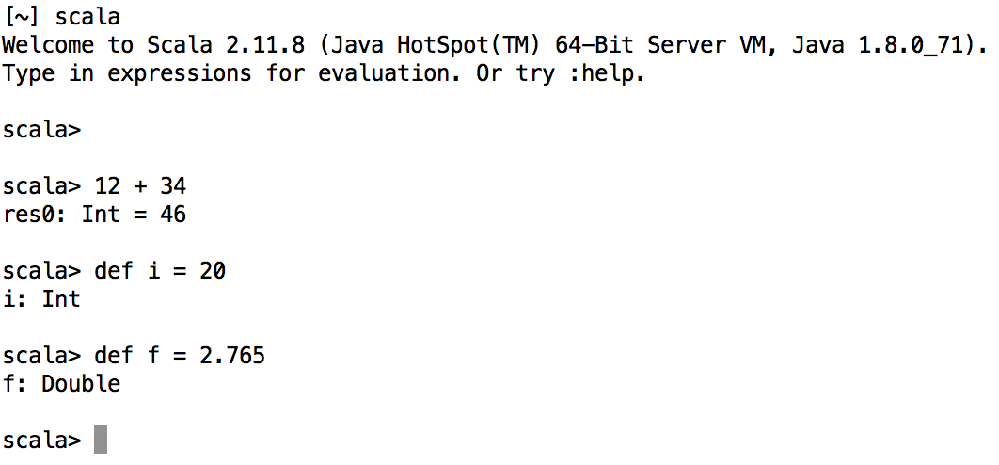 [~] scala
Welcome to Scala 2.11.8 (Java HotSpot(TM) 64-Bit Server VM, Java 1.8.0_71).
Type in expressions for evaluation. Or try :help.
scala>
scala> 12 + 34
res0: Int = 46
scala> def i = 20
i: Int
scala> def f = 2.765
f: Double
scala>